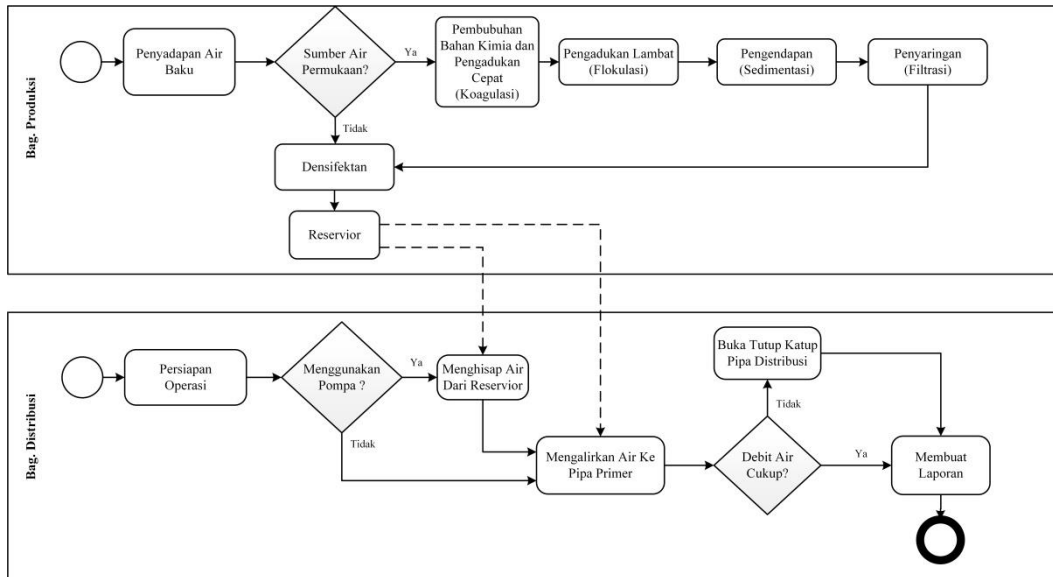 Bag. Produksi
Penyadapan Air
Baku
Sumber Air
Permukaan?
Ya
Tidak
Pembubuhan
Bahan Kimia dan
Pengadukan
Cepat
(Koagulasi)
Pengadukan Lambat
(Flokulasi)
Pengendapan
(Sedimentasi)
Penyaringan
(Filtrasi)
Densifektan
Reservior
Bag. Distribusi
Persiapan
Operasi
Menggunakan
Pompa ?
Ya
Tidak
Menghisap Air
Dari Reservior
Mengalirkan Air Ke
Pipa Primer
Debit Air
Cukup?
Tidak
Ya
Buka Tutup Katup
Pipa Distribusi
Membuat
Laporan